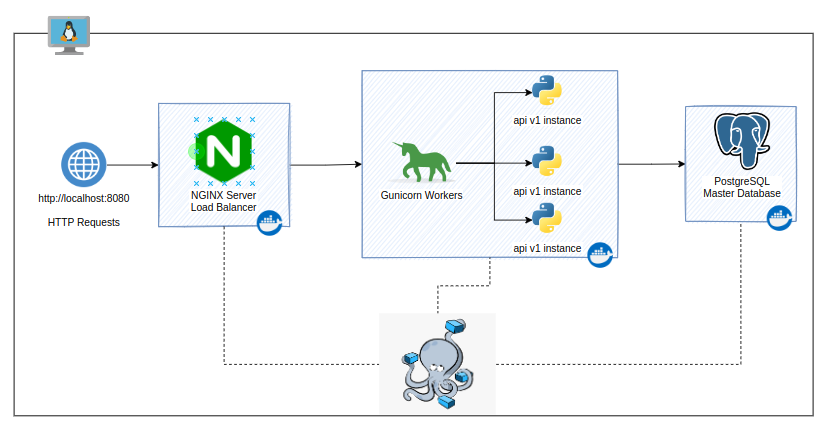 http://localhost:8080
HTTP Requests
N
NGINX Server
Load Balancer
Gunicorn Workers
api v1 instance
api v1 instance
api v1 instance
PostgreSQL
Master Database